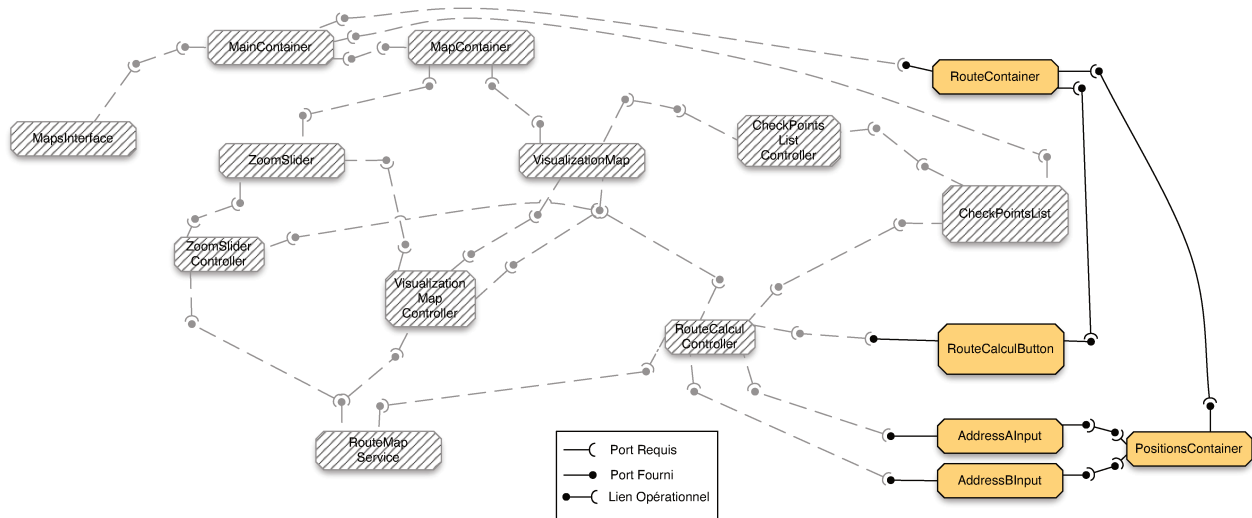 MainContainer
MapContainer
RouteContainer
MapsInterface
CheckPoints
List
Controller
ZoomSlider
VisualizationMap
CheckPointsList
ZoomSlider
Controller
Visualization
Map
Controller
RouteCalcul
Controller
RouteCalculButton
RouteMap
Service
AddressAInput
PositionsContainer
AddressBInput
Port Requis
Port Fourni
Lien Opérationnel